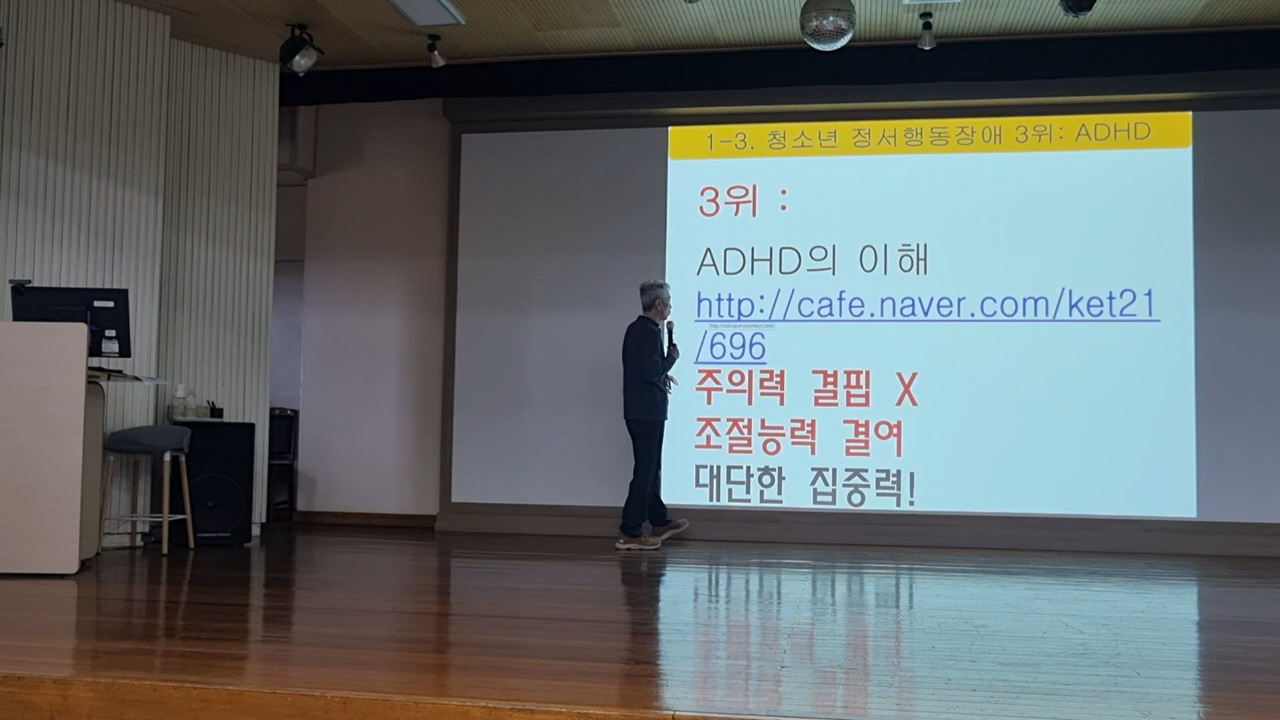 1-3. 청소년 정서행동장애 3위: ADHD
3위 :
ADHD의 이해
http://cafe.naver.com/ket21
/696
주의력 결핍 X
조절능력 결여
대단한 집중력!